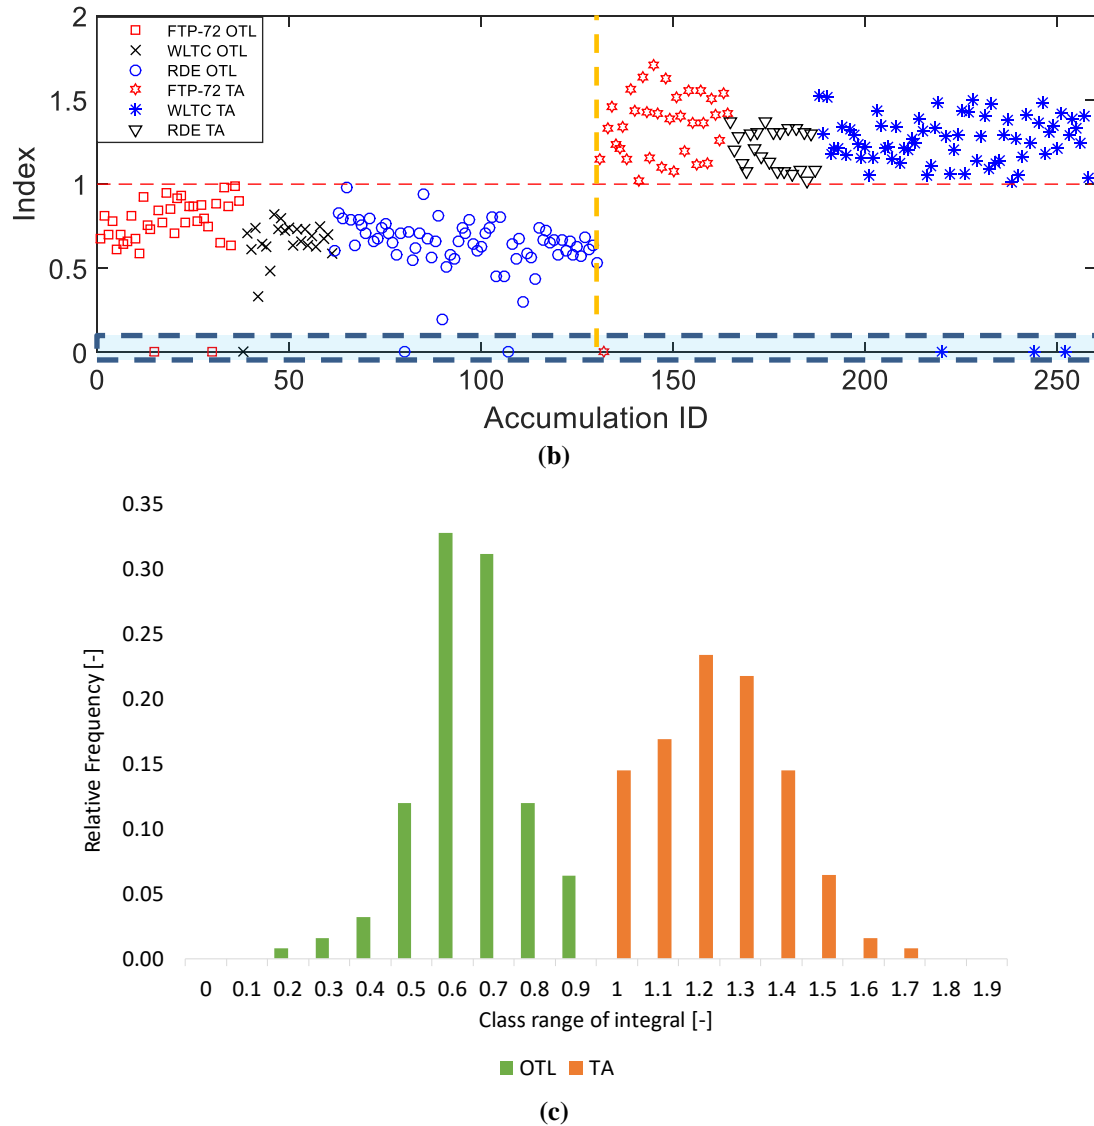 2
1.5
1
0.5
0
Index
FTP-72 OTL
WLTC OTL
RDE OTL
FTP-72 TA
WLTC TA
RDE TA
0 50 100 150 200 250
Accumulation ID
(b)
0.35
0.30
0.25
0.20
0.15
0.10
0.05
0.00
Relative Frequency [-]
0 0.1 0.2 0.3 0.4 0.5 0.6 0.7 0.8 0.9 1 1.1 1.2 1.3 1.4 1.5 1.6 1.7 1.8 1.9
Class range of integral [-]
OTL TA
(c)